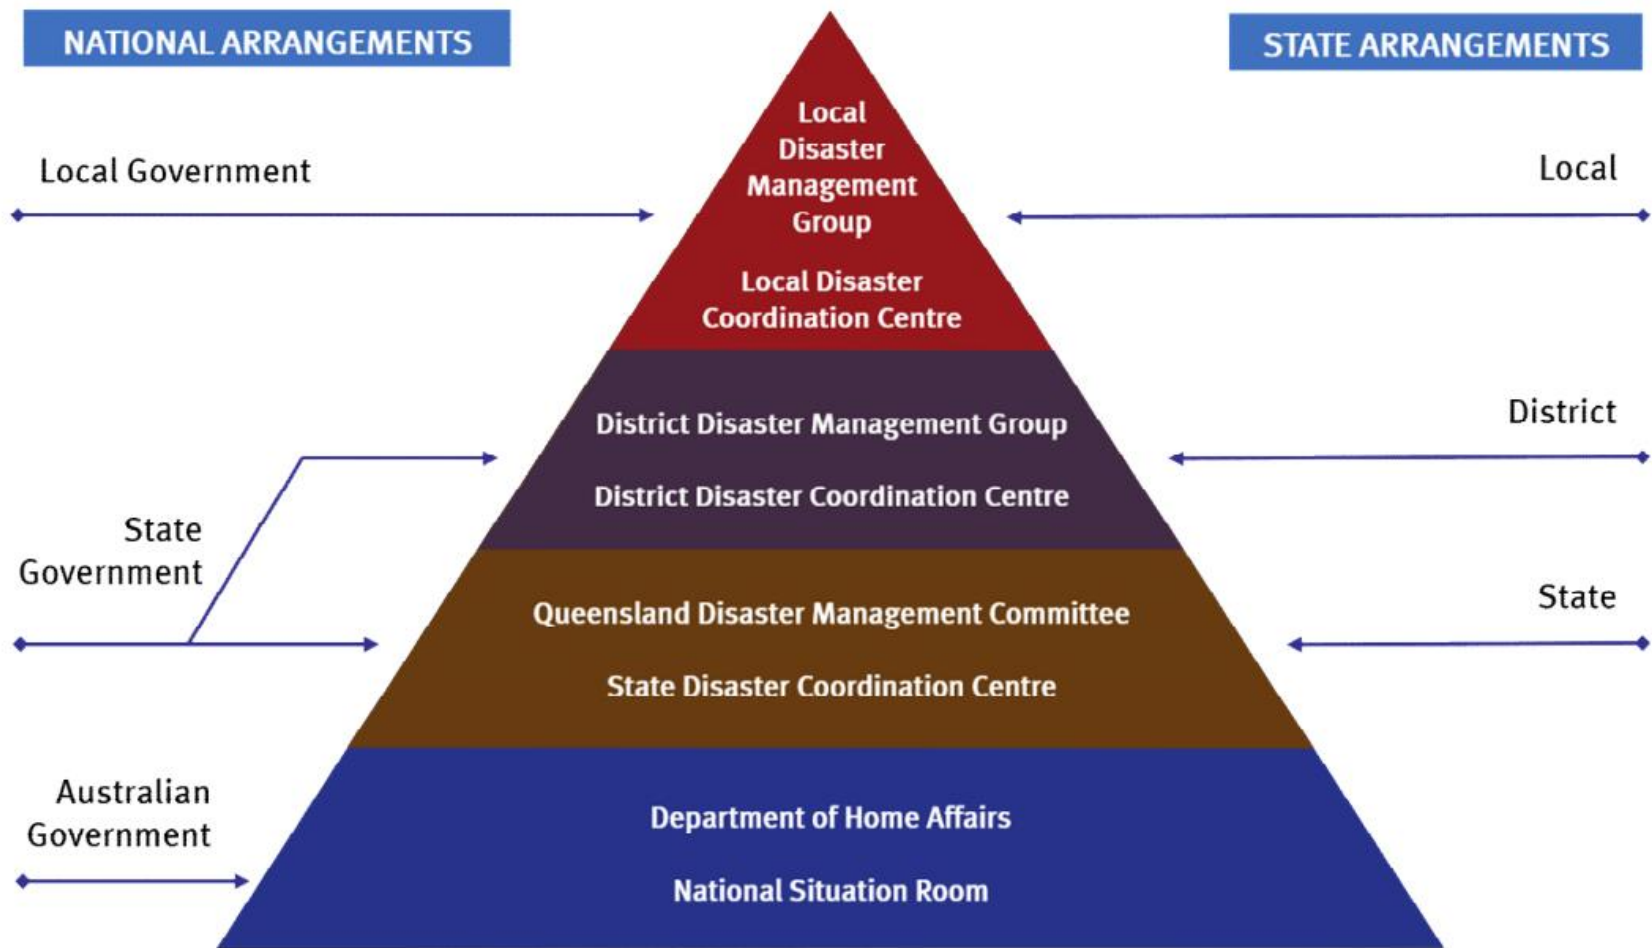 NATIONAL ARRANGEMENTS
STATE ARRANGEMENTS
Local
Disaster
Management
Group
Local Disaster
Coordination Centre
Local Government
Local
District Disaster Management Group
District Disaster Coordination Centre
District
State
Government
Queensland Disaster Management Committee
State Disaster Coordination Centre
State
Australian
Government
Department of Home Affairs
National Situation Room